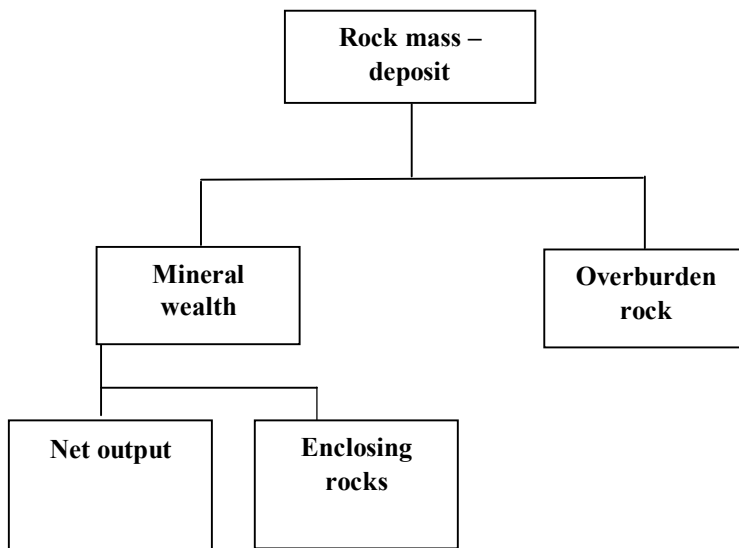 Rock mass –
deposit
Mineral
wealth
Overburden
rock
Net output
Enclosing
rocks